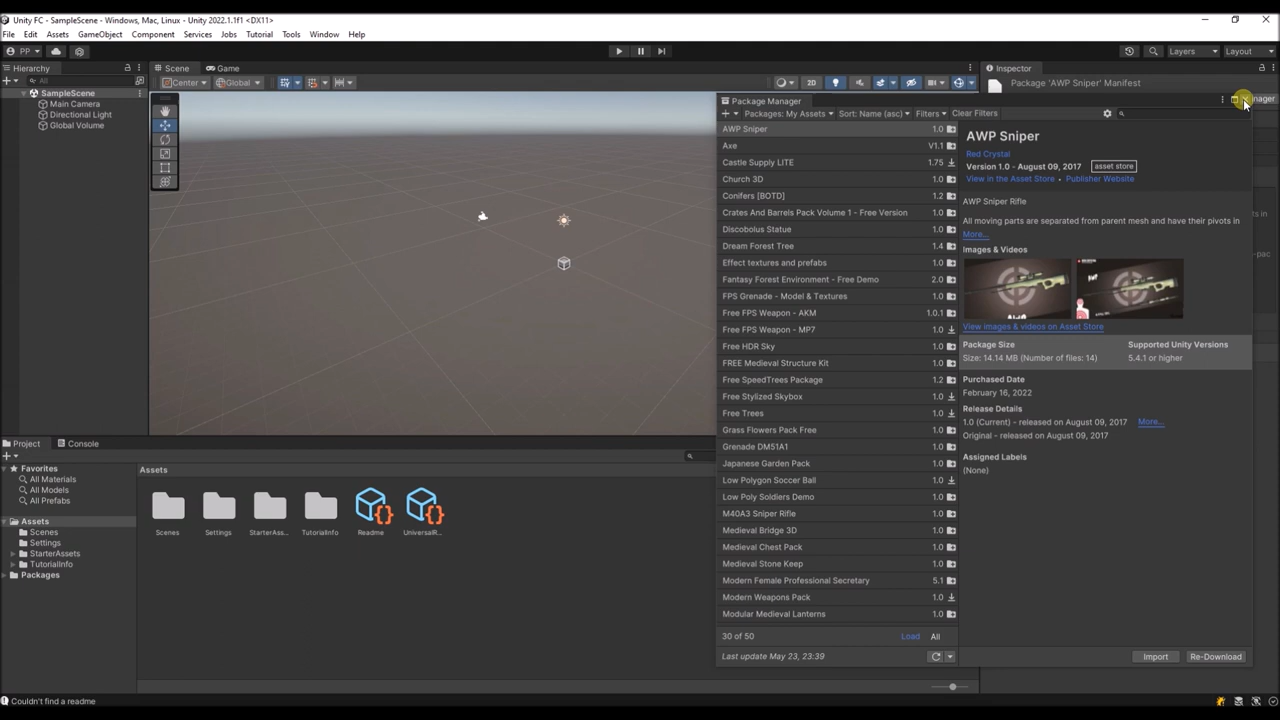 Unity FC - SampleScene - Windows, Mac, Linux - Unity 2022.1.1f1 <DX11>
File Edit Assets GameObject Component Services Jobs Tutorial Tools Window Help
PP
Layers Layout
Hierarchy
All
SampleScene
Main Camera
Directional Light
Global Volume
Scene Game
Center Global 2D
Inspector
Package 'AWP Sniper' Manifest
Package Manager
Packages: My Assets Sort: Name (asc) Filters Clear Filters
AWP Sniper 1.0
Axe V1.1
Castle Supply LITE 1.75
Church 3D 1.0
Conifers [BOTD] 1.2
Crates And Barrels Pack Volume 1 - Free Version 1.0
Discobolus Statue 1.0
Dream Forest Tree 1.4
Effect textures and prefabs 1.0
Fantasy Forest Environment - Free Demo 2.0
FPS Grenade - Model & Textures 1.0
Free FPS Weapon - AKM 1.0.1
Free FPS Weapon - MP7 1.0
Free HDR Sky 1.0
FREE Medieval Structure Kit 1.0
Free SpeedTrees Package 1.2
Free Stylized Skybox 1.0
Free Trees 1.0
Grass Flowers Pack Free 1.0
Grenade DM51A1 1.0
Japanese Garden Pack 1.0
Low Polygon Soccer Ball 1.0
Low Poly Soldiers Demo 1.0
M40A3 Sniper Rifle 1.0
Medieval Bridge 3D 1.0
Medieval Chest Pack 1.0
Medieval Stone Keep 1.0
Modern Female Professional Secretary 5.1
Modern Weapons Pack 1.0
Modular Medieval Lanterns 1.0
30 of 50 Load All
Last update May 23, 23:39
AWP Sniper
Red Crystal
Version 1.0 - August 09, 2017 asset store
View in the Asset Store • Publisher Website
AWP Sniper Rifle
All moving parts are separated from parent mesh and have their pivots in
More...
Images & Videos
View images & videos on Asset Store
Package Size Supported Unity Versions
Size: 14.14 MB (Number of files: 14) 5.4.1 or higher
Purchased Date
February 16, 2022
Release Details
1.0 (Current) - released on August 09, 2017 More...
Original - released on August 09, 2017
Assigned Labels
(None)
Import Re-Download
Project Console
Favorites
All Materials
All Models
All Prefabs
Assets
Scenes
Settings
StarterAssets
TutorialInfo
Packages
Assets
Scenes Settings StarterAss... TutorialInfo Readme UniversalR...
Couldn't find a readme